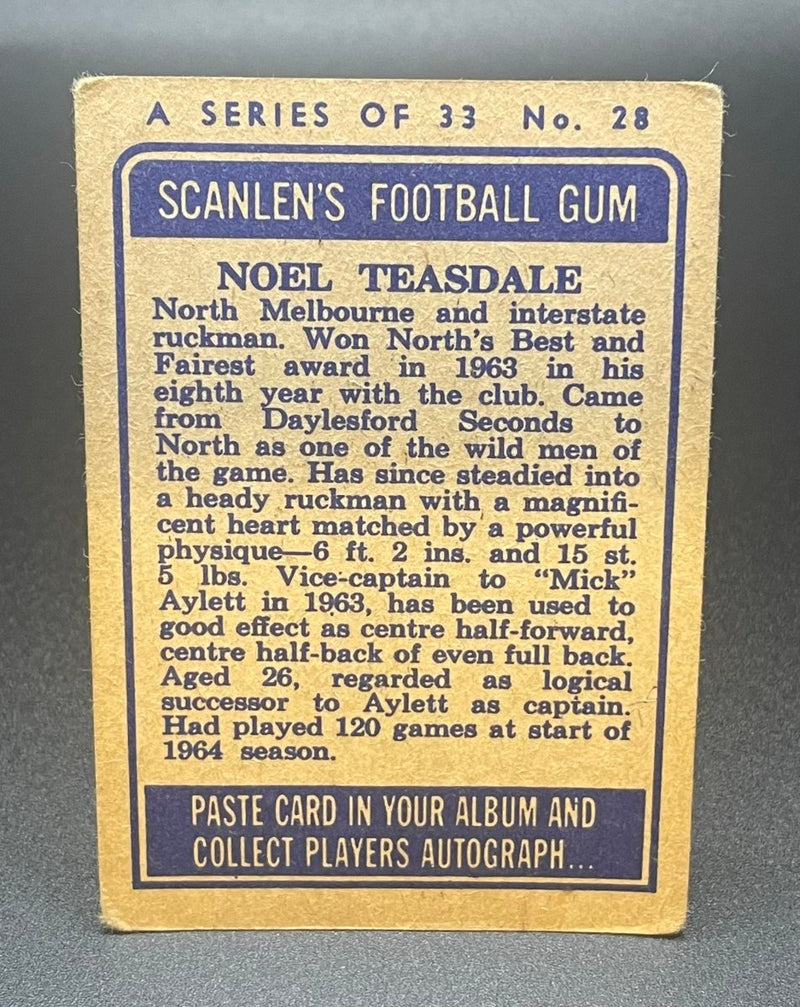 A SERIES OF 33 No. 28
SCANLEN'S FOOTBALL GUM
NOEL TEASDALE
North Melbourne and interstate
ruckman. Won North's Best and
Fairest award in 1963 in his
eighth year with the club. Came
from Daylesford Seconds to
North as one of the wild men of
the game. Has since steadied into
a heady ruckman with a magnifi-
cent heart matched by a powerful
physique—6 ft. 2 ins. and 15 st.
5 lbs. Vice-captain to “Mick”
Aylett in 1963, has been used to
good effect as centre half-forward,
centre half-back of even full back.
Aged 26, regarded as logical
successor to Aylett as captain.
Had played 120 games at start of
1964 season.
PASTE CARD IN YOUR ALBUM AND
COLLECT PLAYERS AUTOGRAPH...